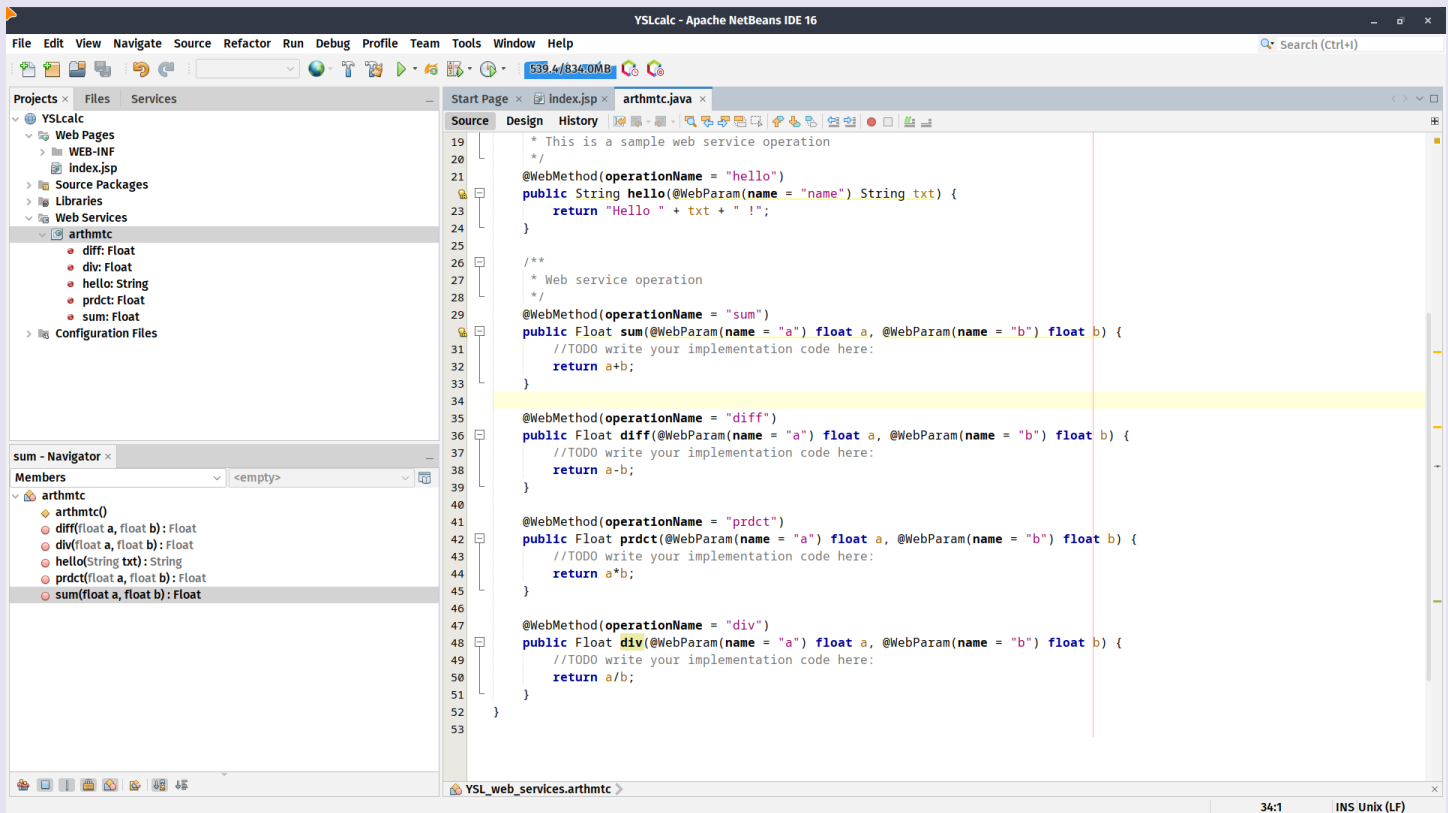 YSLcalc - Apache NetBeans IDE 16
File Edit View Navigate Source Refactor Run Debug Profile Team Tools Window Help
Search (Ctrl+I)
539.4/834.0MB
Projects Files Services
YSLcalc
Web Pages
WEB-INF
index.jsp
Source Packages
Libraries
Web Services
arthmtc
diff: Float
div: Float
hello: String
prdct: Float
sum: Float
Configuration Files
sum - Navigator
Members <empty>
arthmtc
arthmtc()
diff(float a, float b) : Float
div(float a, float b) : Float
hello(String txt) : String
prdct(float a, float b) : Float
sum(float a, float b) : Float
Start Page index.jsp arthmtc.java
Source Design History
19 * This is a sample web service operation
20 */
21 @WebMethod(operationName = "hello")
public String hello(@WebParam(name = "name") String txt) {
23 return "Hello " + txt + " !";
24 }
25
26 /**
27 * Web service operation
28 */
29 @WebMethod(operationName = "sum")
public Float sum(@WebParam(name = "a") float a, @WebParam(name = "b") float b) {
31 //TODO write your implementation code here:
32 return a+b;
33 }
34
35 @WebMethod(operationName = "diff")
36 public Float diff(@WebParam(name = "a") float a, @WebParam(name = "b") float b) {
37 //TODO write your implementation code here:
38 return a-b;
39 }
40
41 @WebMethod(operationName = "prdct")
42 public Float prdct(@WebParam(name = "a") float a, @WebParam(name = "b") float b) {
43 //TODO write your implementation code here:
44 return a*b;
45 }
46
47 @WebMethod(operationName = "div")
48 public Float div(@WebParam(name = "a") float a, @WebParam(name = "b") float b) {
49 //TODO write your implementation code here:
50 return a/b;
51 }
52 }
53
YSL_web_services.arthmtc
34:1 INS Unix (LF)